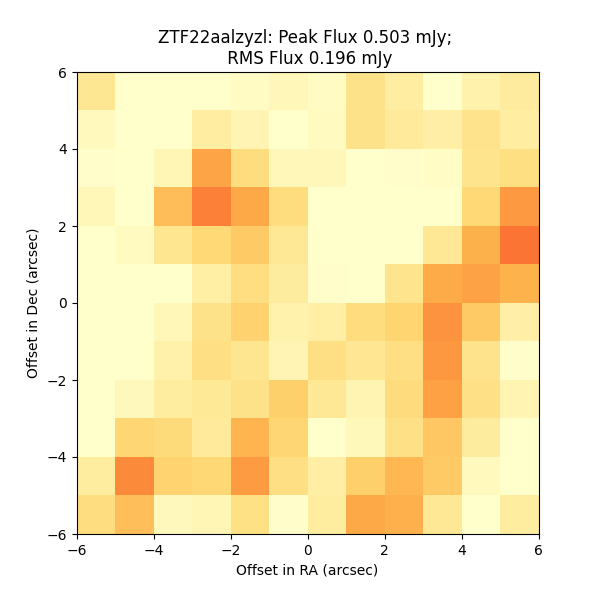 ZTF22aalzyzl: Peak Flux 0.503 mJy;
RMS Flux 0.196 mJy
6
4
2
0
−2
−4
−6
Offset in Dec (arcsec)
−6 −4 −2 0 2 4 6
Offset in RA (arcsec)